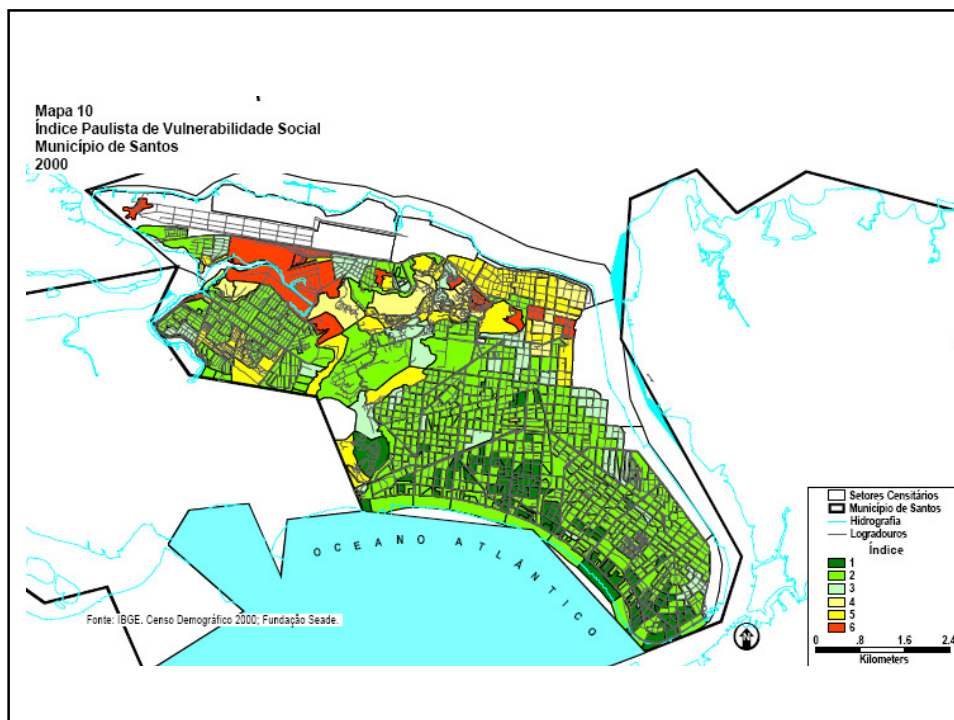 Mapa 10
Índice Paulista de Vulnerabilidade Social
Município de Santos
2000
OCEANO ATLÂNTICO
Fonte: IBGE. Censo Demográfico 2000; Fundação Seade.
Setores Censitários
Município de Santos
Hidrografia
Logradouros
Índice
1
2
3
4
5
6
0 .8 1.6 2.4
Kilometers